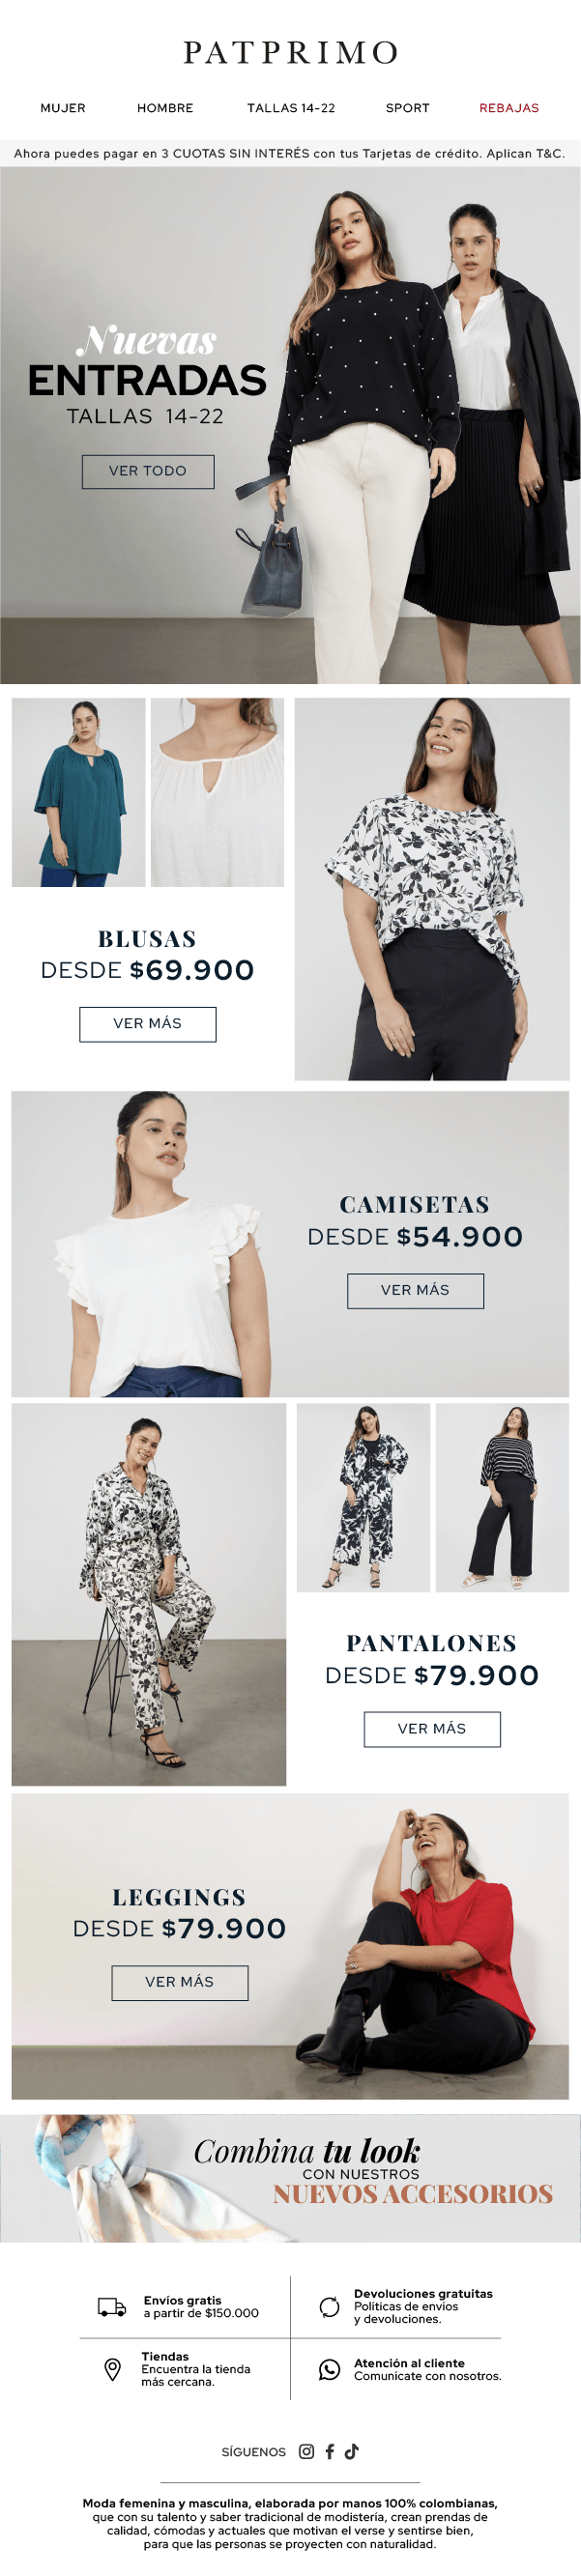 PATPRIMO
MUJER HOMBRE TALLAS 14-22 SPORT REBAJAS
Ahora puedes pagar en 3 CUOTAS SIN INTERÉS con tus Tarjetas de crédito. Aplican T&C.
Nuevas
ENTRADAS
TALLAS 14-22
VER TODO
BLUSAS
DESDE $69.900
VER MÁS
CAMISETAS
DESDE $54.900
VER MÁS
PANTALONES
DESDE $79.900
VER MÁS
LEGGINGS
DESDE $79.900
VER MÁS
Combina tu look
CON NUESTROS
NUEVOS ACCESORIOS
Envíos gratis
a partir de $150.000
Devoluciones gratuitas
Políticas de envíos
y devoluciones.
Tiendas
Encuentra la tienda
más cercana.
Atención al cliente
Comunícate con nosotros.
SÍGUENOS
Moda femenina y masculina, elaborada por manos 100% colombianas,
que con su talento y saber tradicional de modistería, crean prendas de
calidad, cómodas y actuales que motivan el verse y sentirse bien,
para que las personas se proyecten con naturalidad.